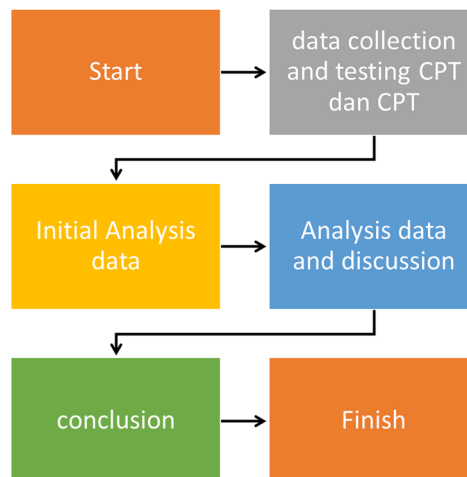 Start
data collection
and testing CPT
dan CPT
Initial Analysis
data
Analysis data
and discussion
conclusion
Finish